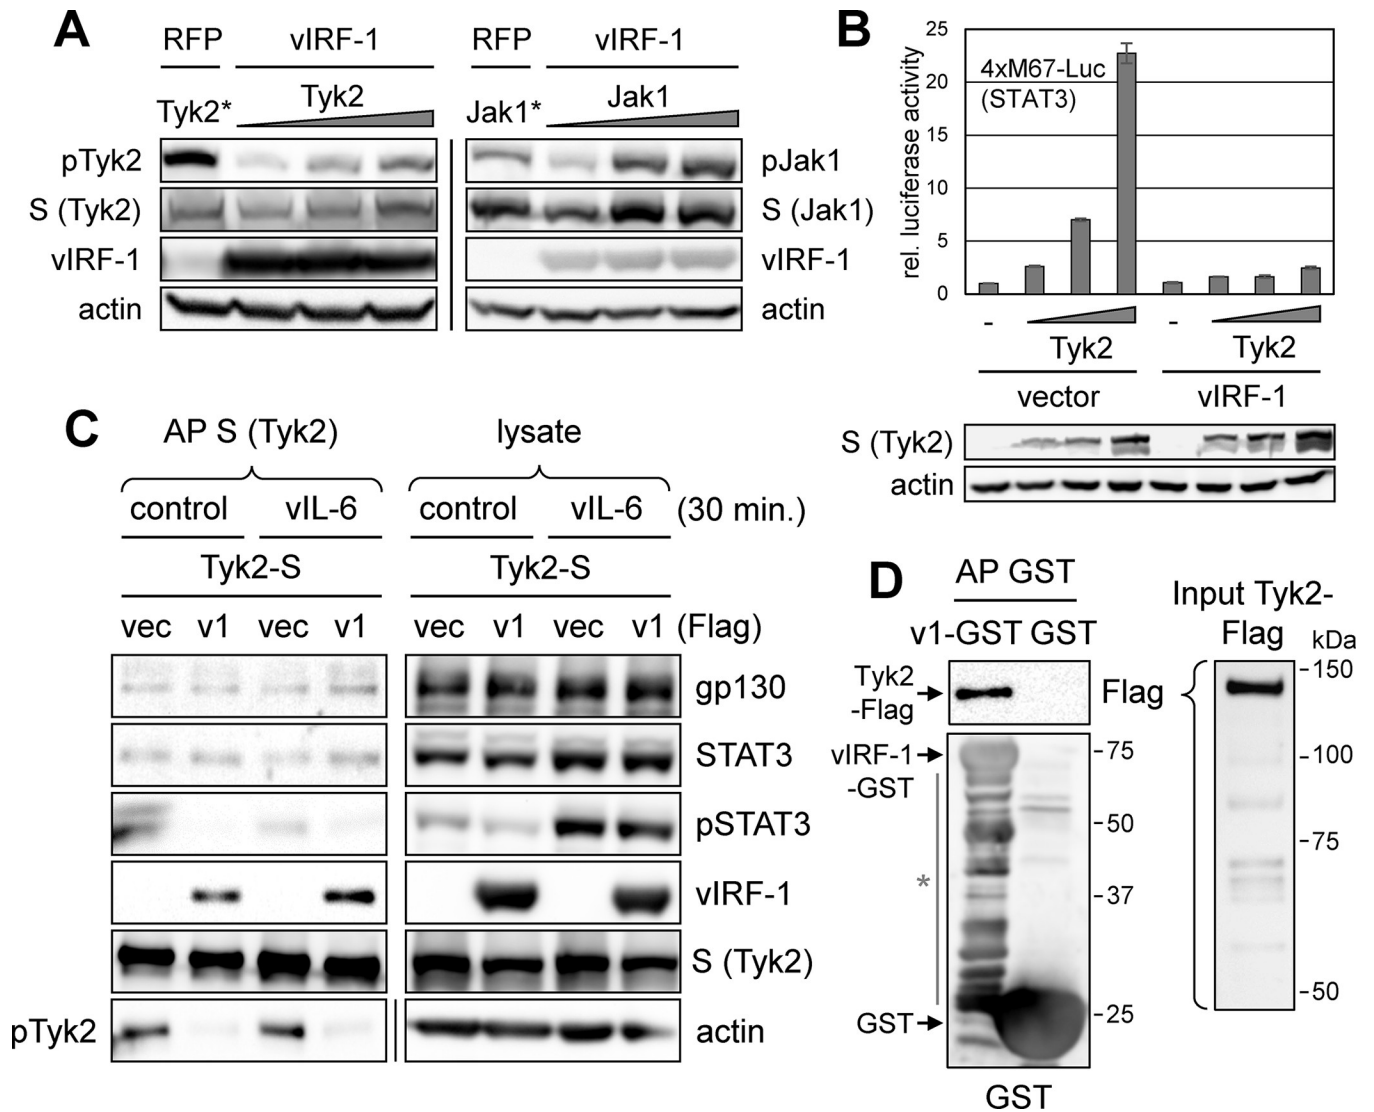 A
RFP vIRF-1 RFP vIRF-1
Tyk2* Tyk2 Jak1* Jak1
pTyk2 pJak1
S (Tyk2) S (Jak1)
vIRF-1 vIRF-1
actin actin
B
rel. luciferase activity
25
20
15
10
5
0
4xM67-Luc
(STAT3)
- Tyk2 - Tyk2
vector vIRF-1
S (Tyk2)
actin
C
AP S (Tyk2) lysate
control vIL-6 control vIL-6 (30 min.)
Tyk2-S Tyk2-S
vec v1 vec v1 vec v1 vec v1 (Flag)
gp130
STAT3
pSTAT3
vIRF-1
S (Tyk2)
pTyk2 actin
D
AP GST
v1-GST GST
Tyk2
-Flag
Flag
vIRF-1
-GST
*
GST
-75
-50
-37
-25
GST
Input Tyk2-
Flag
kDa
-150
-100
-75
-50